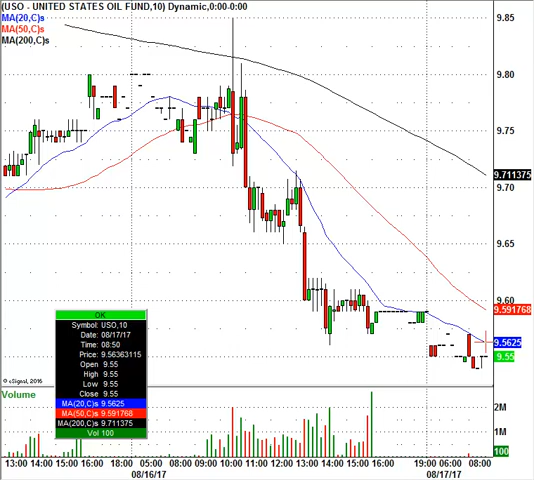 (USO - UNITED STATES OIL FUND,10) Dynamic,0:00-0:00
MA(20,C)s
MA(50,C)s
MA(200,C)s
9.85
9.80
9.75
9.711375
9.70
9.65
9.60
9.591768
9.5625
9.55
OK
Symbol: USO,10
Date: 08/17/17
Time: 08:50
Price: 9.56363115
Open 9.55
High 9.55
Low 9.55
Close 9.55
MA(20,C)s 9.5625
MA(50,C)s 9.591768
MA(200,C)s 9.711375
Vol 100
© eSignal, 2016
Volume
2M
1M
100
13:00 14:00 15:00 16:00 18:00 05:00 08:00 09:00 10:00 11:00 12:00 13:00 14:00 15:00 16:00 19:00 06:00 08:00
08/16/17 08/17/17